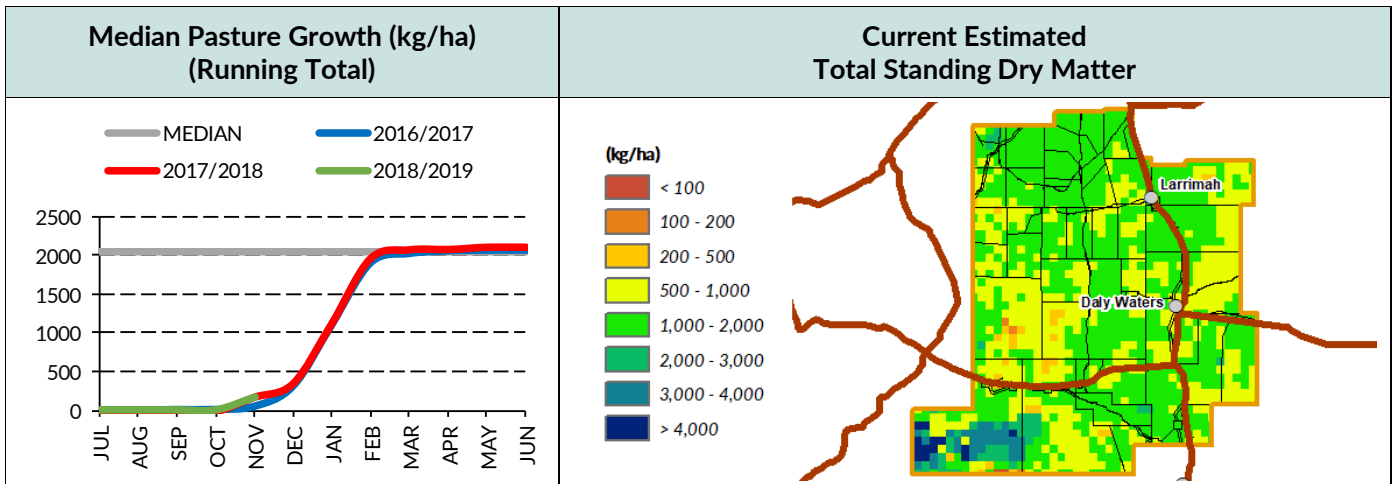 Median Pasture Growth (kg/ha)
(Running Total)
Current Estimated
Total Standing Dry Matter
MEDIAN
2016/2017
2017/2018
2018/2019
2500
2000
1500
1000
500
0
JUL
AUG
SEP
OCT
NOV
DEC
JAN
FEB
MAR
APR
MAY
JUN
(kg/ha)
< 100
100 - 200
200 - 500
500 - 1,000
1,000 - 2,000
2,000 - 3,000
3,000 - 4,000
> 4,000
Larrimah
Daly Waters